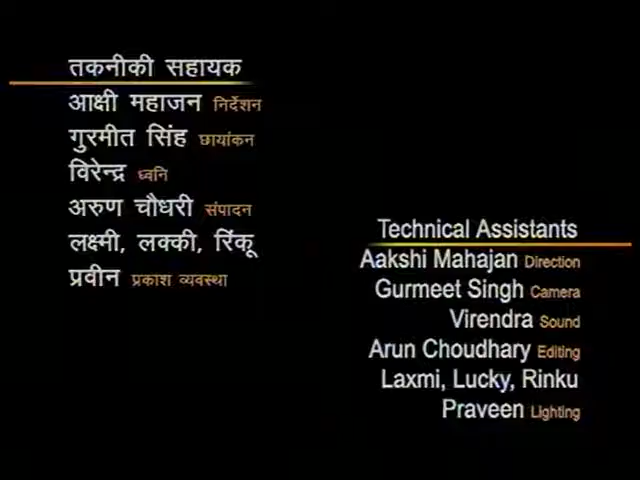 तकनीकी सहायक
आक्षी महाजन निर्देशन
गुरमीत सिंह छायांकन
विरेन्द्र ध्वनि
अरुण चौधरी संपादन
लक्ष्मी, लक्की, रिंकू
प्रवीन प्रकाश व्यवस्था
Technical Assistants
Aakshi Mahajan Direction
Gurmeet Singh Camera
Virendra Sound
Arun Choudhary Editing
Laxmi, Lucky, Rinku
Praveen Lighting